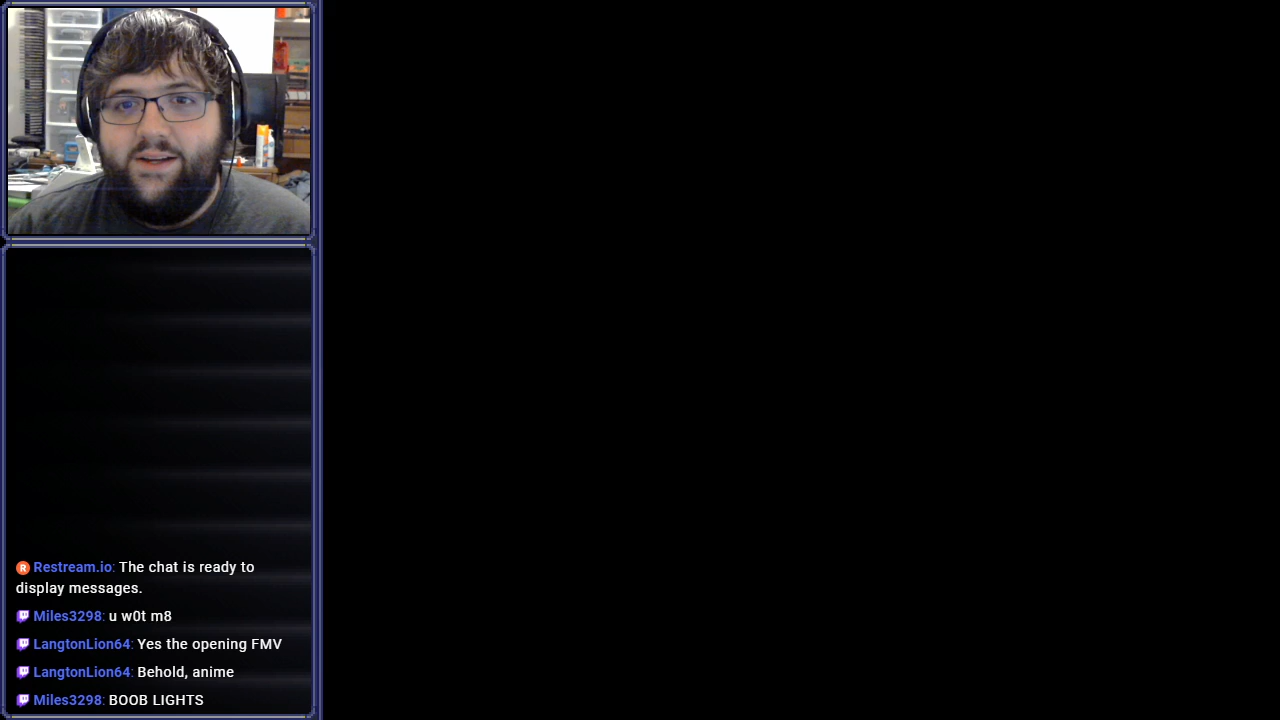 Restream.io: The chat is ready to
display messages.
Miles3298: u w0t m8
LangtonLion64: Yes the opening FMV
LangtonLion64: Behold, anime
Miles3298: BOOB LIGHTS